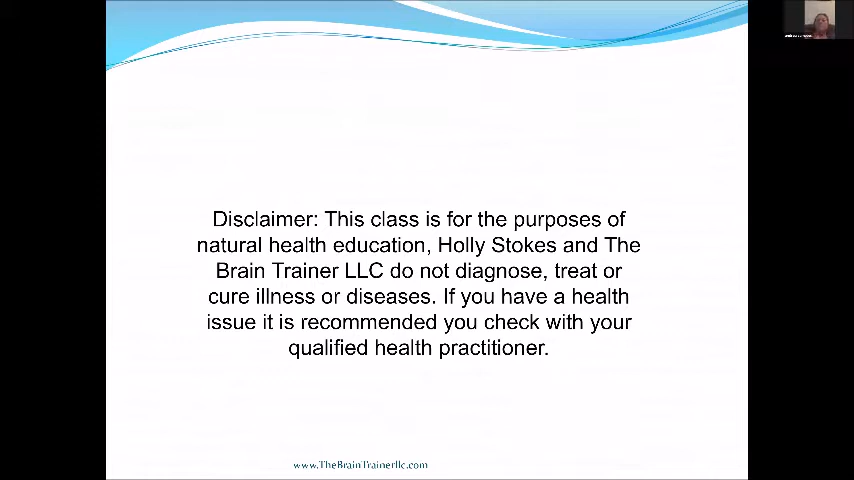 Disclaimer: This class is for the purposes of
natural health education, Holly Stokes and The
Brain Trainer LLC do not diagnose, treat or
cure illness or diseases. If you have a health
issue it is recommended you check with your
qualified health practitioner.
www.TheBrainTrainerllc.com